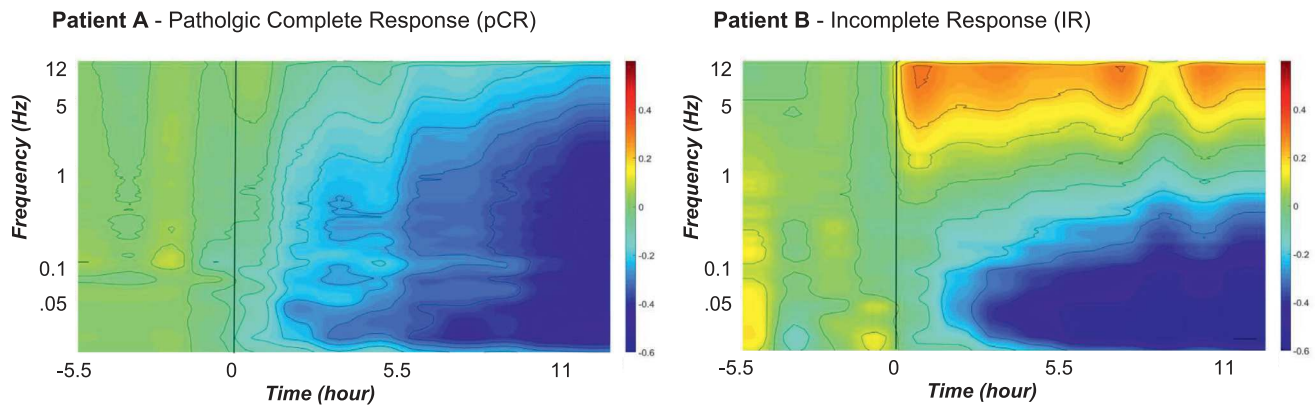 Patient A - Pathologic Complete Response (pCR)
Frequency (Hz)
12
5
1
0.1
.05
-5.5 0 5.5 11
Time (hour)
0.4
0.2
0
-0.2
-0.4
-0.6
Patient B - Incomplete Response (IR)
Frequency (Hz)
12
5
1
0.1
.05
-5.5 0 5.5 11
Time (hour)
0.4
0.2
0
-0.2
-0.4
-0.6